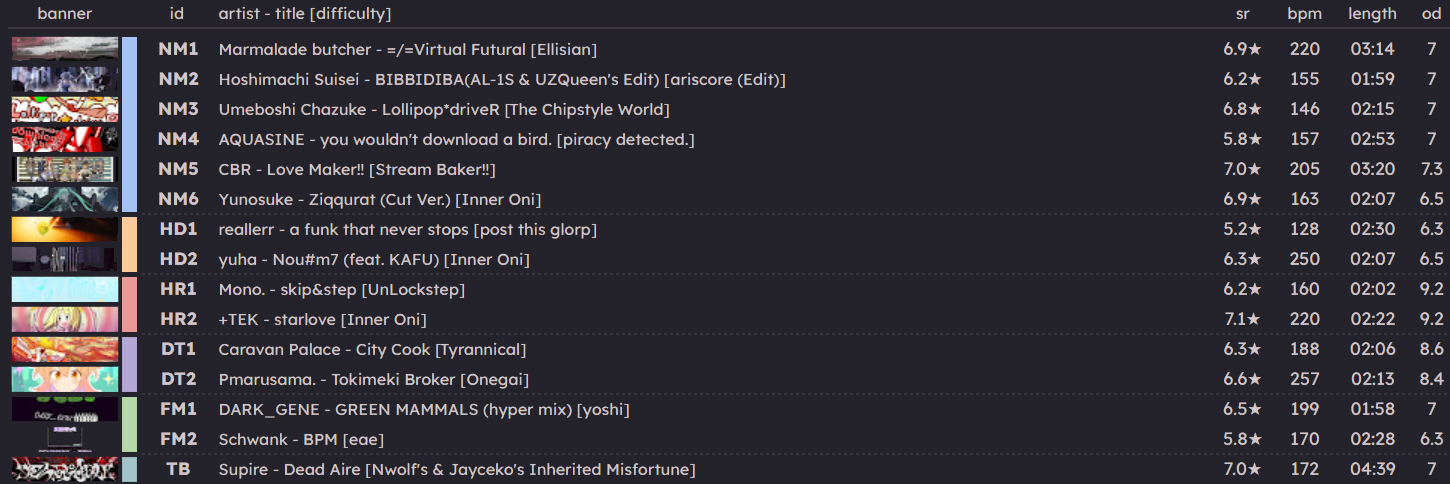 banner id artist - title [difficulty] sr bpm length od
NM1 Marmalade butcher - =/=Virtual Futural [Ellisian] 6.9★ 220 03:14 7
NM2 Hoshimachi Suisei - BIBBIDIBA(AL-1S & UZQueen's Edit) [ariscore (Edit)] 6.2★ 155 01:59 7
NM3 Umeboshi Chazuke - Lollipop*driveR [The Chipstyle World] 6.8★ 146 02:15 7
NM4 AQUASINE - you wouldn't download a bird. [piracy detected.] 5.8★ 157 02:53 7
NM5 CBR - Love Maker!! [Stream Baker!!] 7.0★ 205 03:20 7.3
NM6 Yunosuke - Ziqqurat (Cut Ver.) [Inner Oni] 6.9★ 163 02:07 6.5
HD1 reallerr - a funk that never stops [post this glorp] 5.2★ 128 02:30 6.3
HD2 yuha - Nou#m7 (feat. KAFU) [Inner Oni] 6.3★ 250 02:07 6.5
HR1 Mono. - skip&step [UnLockstep] 6.2★ 160 02:02 9.2
HR2 +TEK - starlove [Inner Oni] 7.1★ 220 02:22 9.2
DT1 Caravan Palace - City Cook [Tyrannical] 6.3★ 188 02:06 8.6
DT2 Pmarusama. - Tokimeki Broker [Onegai] 6.6★ 257 02:13 8.4
FM1 DARK_GENE - GREEN MAMMALS (hyper mix) [yoshi] 6.5★ 199 01:58 7
FM2 Schwank - BPM [eae] 5.8★ 170 02:28 6.3
TB Supire - Dead Aire [Nwolf's & Jayceko's Inherited Misfortune] 7.0★ 172 04:39 7